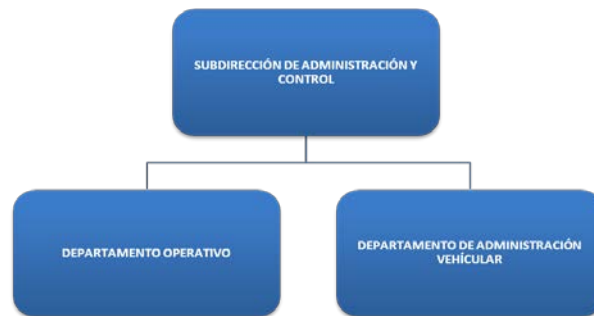 SUBDIRECCIÓN DE ADMINISTRACIÓN Y
CONTROL
DEPARTAMENTO OPERATIVO
DEPARTAMENTO DE ADMINISTRACIÓN
VEHÍCULAR